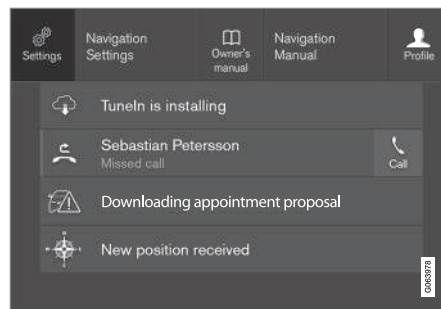 Settings
Navigation
Settings
Owner's
manual
Navigation
Manual
Profile
TuneIn is installing
Sebastian Petersson
Missed call
Call
Downloading appointment proposal
New position received
G063978